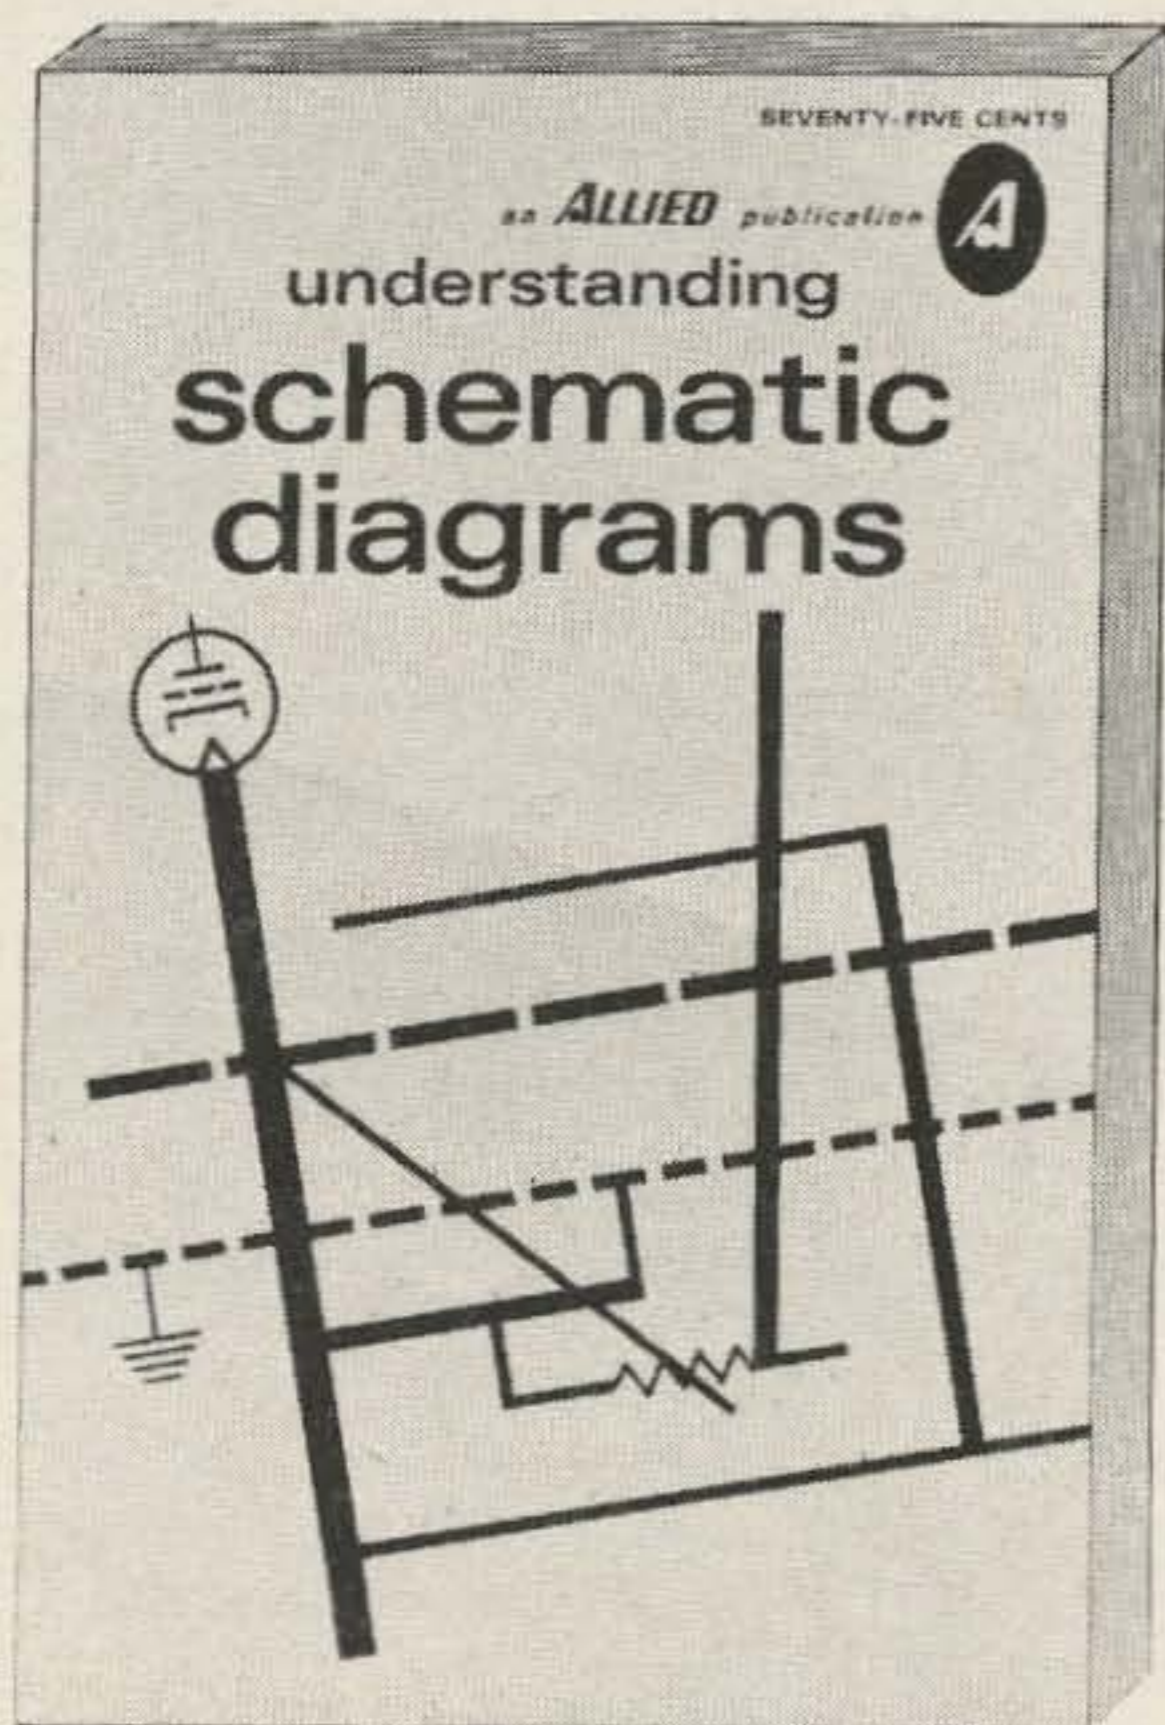 SEVENTY-FIVE CENTS
an ALLIED publication A
understanding
schematic
diagrams